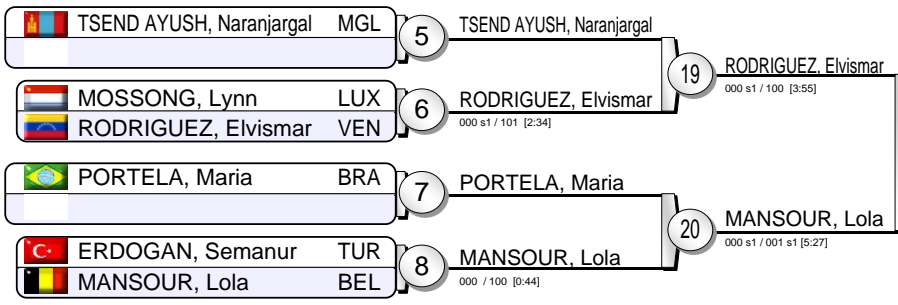 TSEND AYUSH, Naranjargal MGL
5
TSEND AYUSH, Naranjargal
19
RODRIGUEZ, Elvismar
000 s1 / 100 [3:55]
MOSSONG, Lynn LUX
RODRIGUEZ, Elvismar VEN
6
RODRIGUEZ, Elvismar
000 s1 / 101 [2:34]
PORTELA, Maria BRA
7
PORTELA, Maria
20
MANSOUR, Lola
000 s1 / 001 s1 [5:27]
ERDOGAN, Semanur TUR
MANSOUR, Lola BEL
8
MANSOUR, Lola
000 / 100 [0:44]